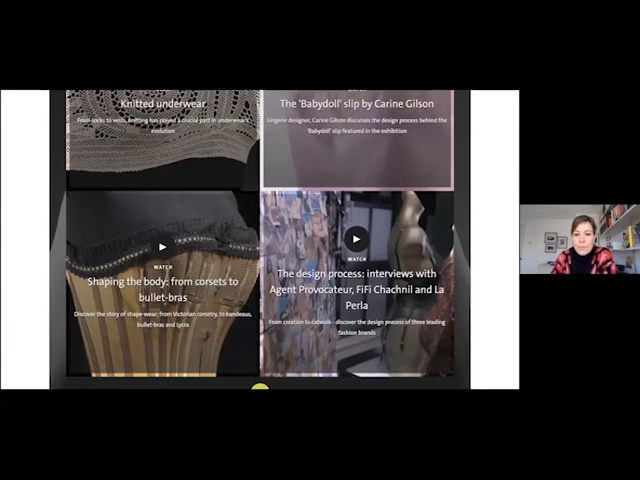 Knitted underwear
From socks to vests, knitting has played a crucial part in underwear's
evolution
The 'Babydoll' slip by Carine Gilson
Lingerie designer, Carine Gilson discusses the design process behind the
'Babydoll' slip featured in the exhibition
WATCH
Shaping the body: from corsets to
bullet-bras
Discover the story of shape-wear: from Victorian corsetry, to bandeaus,
bullet-bras and Lycra
WATCH
The design process: interviews with
Agent Provocateur, FiFi Chachnil and La
Perla
From creation to catwalk - discover the design process of three leading
fashion brands